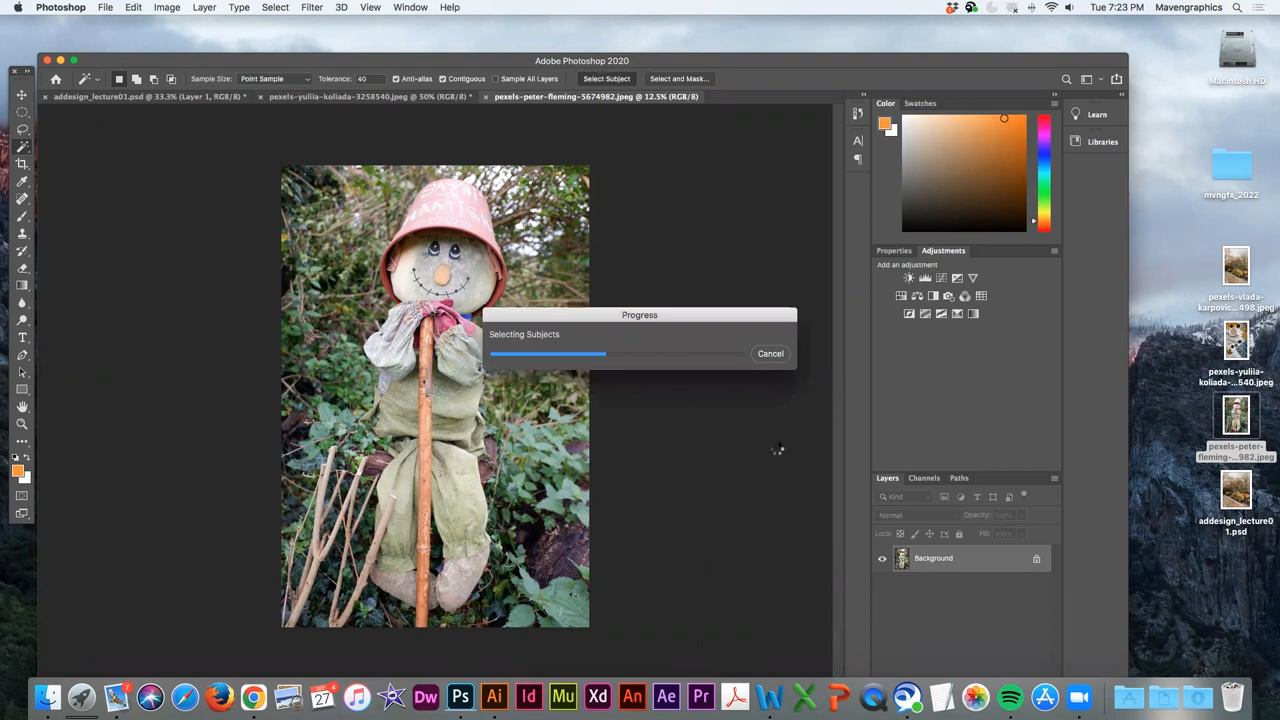 Photoshop File Edit Image Layer Type Select Filter 3D View Window Help Tue 7:23 PM Mavengraphics
Adobe Photoshop 2020
Sample Size: Point Sample Tolerance: 40 Anti-alias Contiguous Sample All Layers Select Subject Select and Mask...
addesign_lecture01.psd @ 33.3% (Layer 1, RGB/8) * pexels-yuliia-koliada-3258540.jpeg @ 50% (RGB/8) * pexels-peter-fleming-5674982.jpeg @ 12.5% (RGB/8)
Color Swatches
Learn
Libraries
Properties Adjustments
Add an adjustment
Progress
Selecting Subjects
Cancel
Layers Channels Paths
Kind
Normal Opacity: 100%
Lock: Fill: 100%
Background
Macintosh HD
mvngfx_2022
pexels-vlada-
karpovic...498.jpeg
pexels-yuliia-
koliada-...540.jpeg
pexels-peter-
fleming-...982.jpeg
addesign_lecture0
1.psd
27
Dw Ps Ai Id Mu Xd An Ae Pr